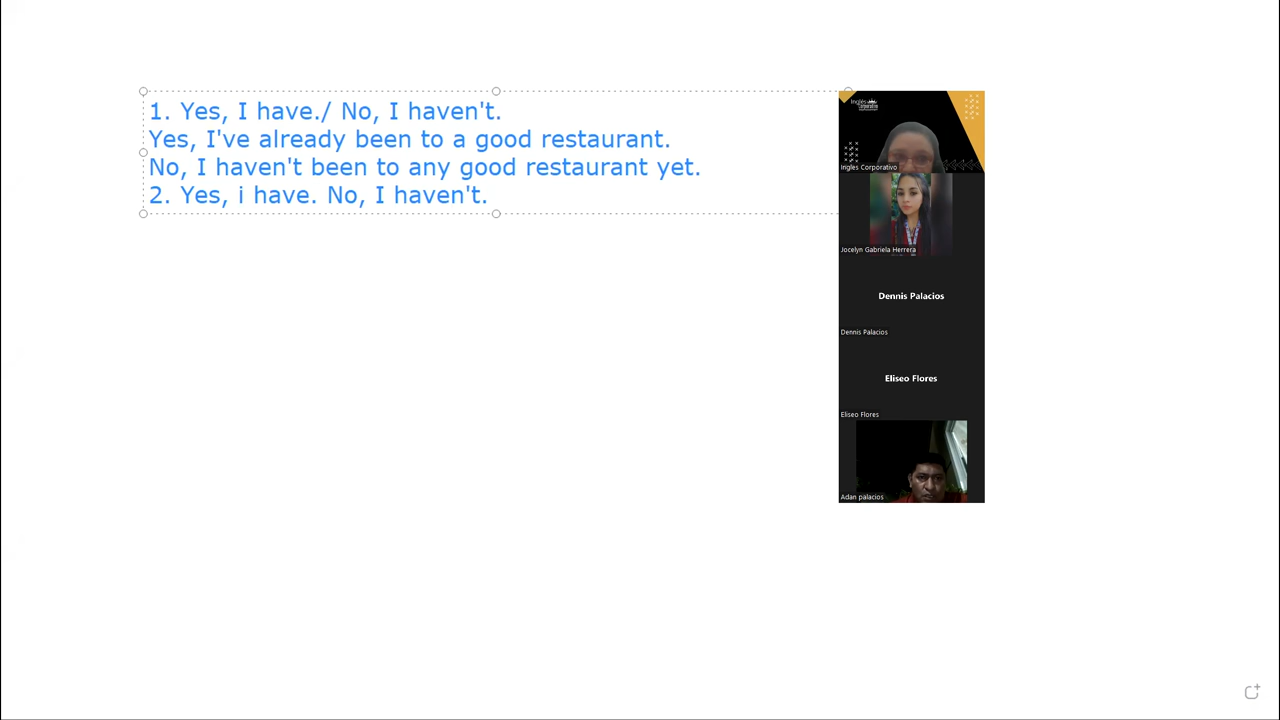 1. Yes, I have./ No, I haven't.
Yes, I've already been to a good restaurant.
No, I haven't been to any good restaurant yet.
2. Yes, i have. No, I haven't.
Inglés
Corporativo
Ingles Corporativo
Jocelyn Gabriela Herrera
Dennis Palacios
Dennis Palacios
Eliseo Flores
Eliseo Flores
Adan palacios